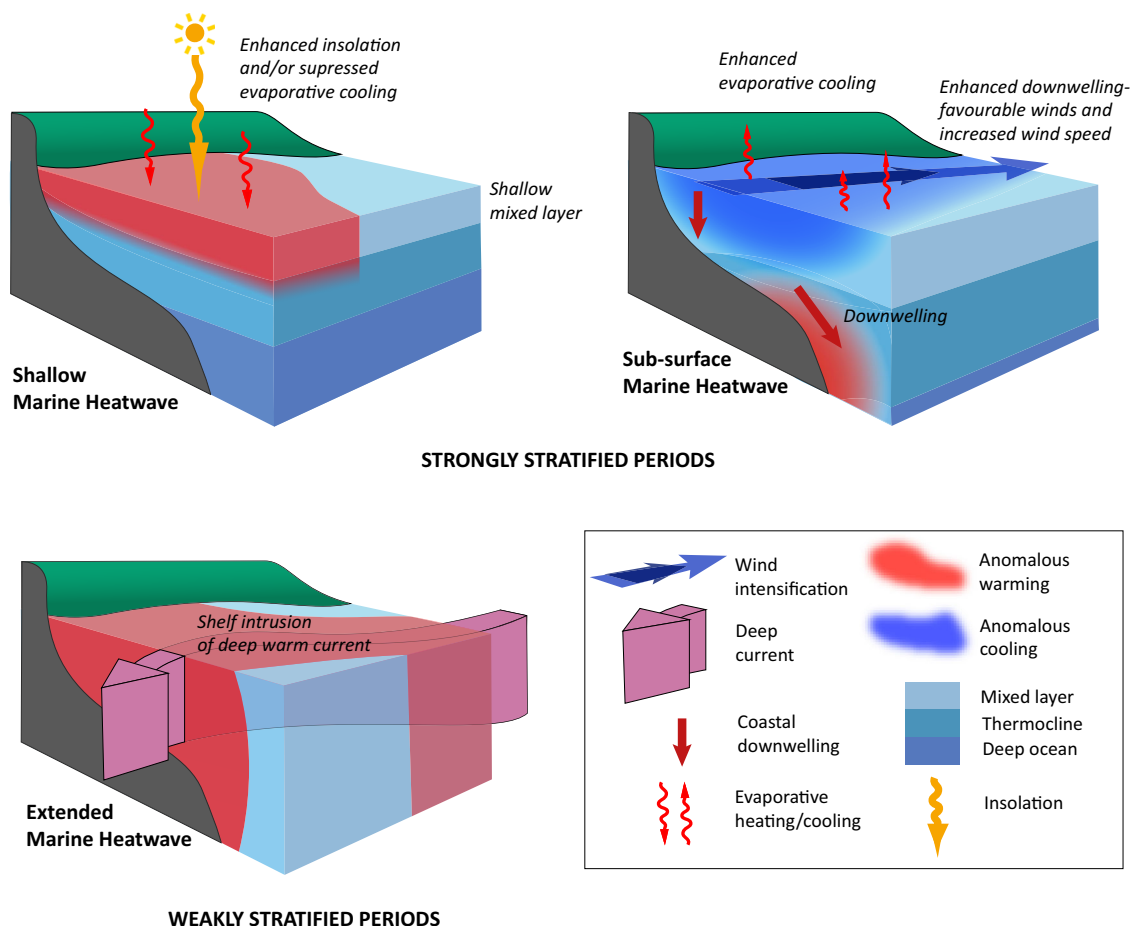 Enhanced insolation
and/or supressed
evaporative cooling
Shallow
mixed layer
Shallow
Marine Heatwave
Enhanced
evaporative cooling
Enhanced downwelling-
favourable winds and
increased wind speed
Downwelling
Sub-surface
Marine Heatwave
STRONGLY STRATIFIED PERIODS
Shelf intrusion
of deep warm current
Extended
Marine Heatwave
WEAKLY STRATIFIED PERIODS
Wind
intensification
Deep
current
Coastal
downwelling
Evaporative
heating/cooling
Anomalous
warming
Anomalous
cooling
Mixed layer
Thermocline
Deep ocean
Insolation